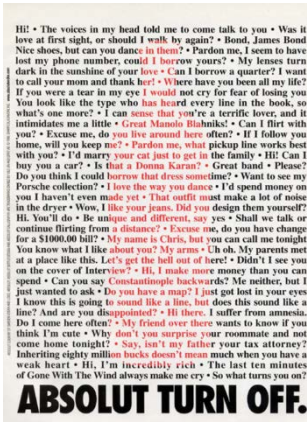 Hi! • The voices in my head told me to come talk to you • Was it
love at first sight, or should I walk by again? • Bond, James Bond
Nice shoes, but can you dance in them? • Pardon me, I seem to have
lost my phone number, could I borrow yours? • My lenses turn
dark in the sunshine of your love • Can I borrow a quarter? I want
to call your mom and thank her! • Where have you been all my life?
If you were a tear in my eye I would not cry for fear of losing you
You look like the type who has heard every line in the book, so
what's one more? • I can sense that you're a terrific lover, and it
intimidates me a little • Great Manolo Blahniks! • Can I flirt with
you? • Excuse me, do you live around here often? • If I follow you
home, will you keep me? • Pardon me, what pickup line works best
with you? • I'd marry your cat just to get in the family • Hi! Can I
buy you a car? • Is that a Donna Karan? • Great band • Please?
Do you think I could borrow that dress sometime? • Want to see my
Porsche collection? • I love the way you dance • I'd spend money on
you I haven't even made yet • That outfit must make a lot of noise
in the dryer • Wow, I like your jeans. Did you design them yourself?
Hi. You'll do • Be unique and different, say yes • Shall we talk or
continue flirting from a distance? • Excuse me, do you have change
for a $1000.00 bill? • My name is Chris, but you can call me tonight
You know what I like about you? My arms • Uh oh. My parents met
at a place like this. Let's get the hell out of here! • Didn't I see you
on the cover of Interview? • Hi, I make more money than you can
spend • Can you say Constantinople backwards? Me neither, but I
just wanted to ask • Do you have a map? I just got lost in your eyes
I know this is going to sound like a line, but does this sound like a
line? And are you disappointed? • Hi there. I suffer from amnesia.
Do I come here often? • My friend over there wants to know if you
think I'm cute • Why don't you surprise your roommate and not
come home tonight? • Say, isn't my father your tax attorney?
Inheriting eighty million bucks doesn't mean much when you have a
weak heart • Hi, I'm incredibly rich • The last ten minutes
of Gone With The Wind always make me cry • So what turns you on?
ABSOLUT TURN OFF.